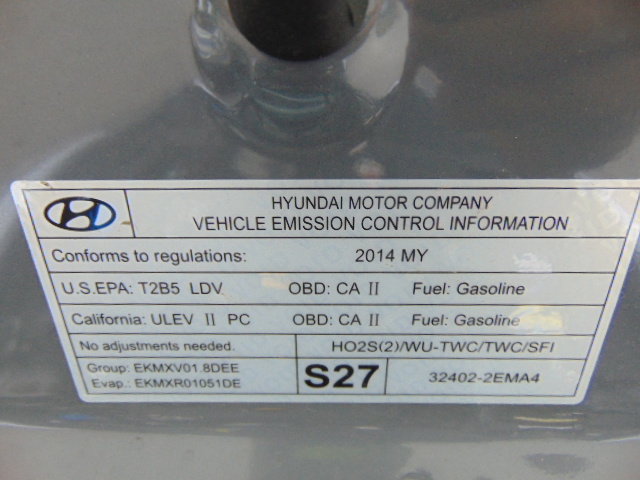 HYUNDAI MOTOR COMPANY
VEHICLE EMISSION CONTROL INFORMATION
Conforms to regulations: 2014 MY
U.S.EPA: T2B5 LDV OBD: CA II Fuel: Gasoline
California: ULEV II PC OBD: CA II Fuel: Gasoline
No adjustments needed. HO2S(2)/WU-TWC/TWC/SFI
Group: EKMXV01.8DEE
Evap.: EKMXR01051DE
S27
32402-2EMA4